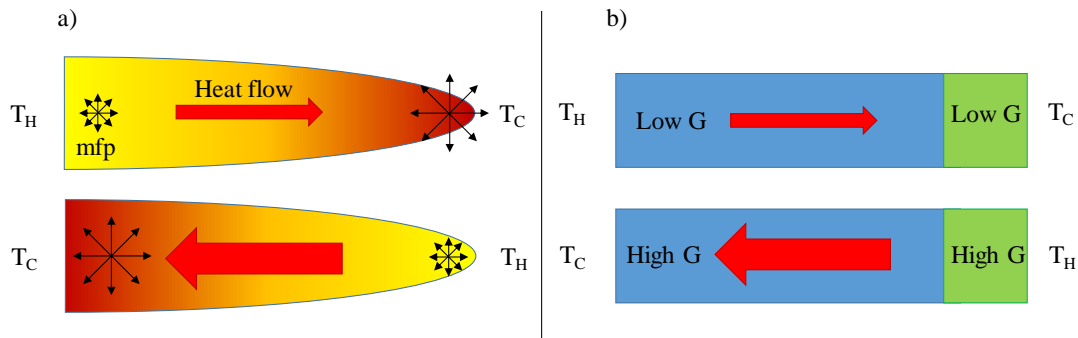 a)
b)
Heat flow
T_H
mfp
T_C
T_H
Low G
Low G
T_C
T_C
T_H
T_C
High G
High G
T_H